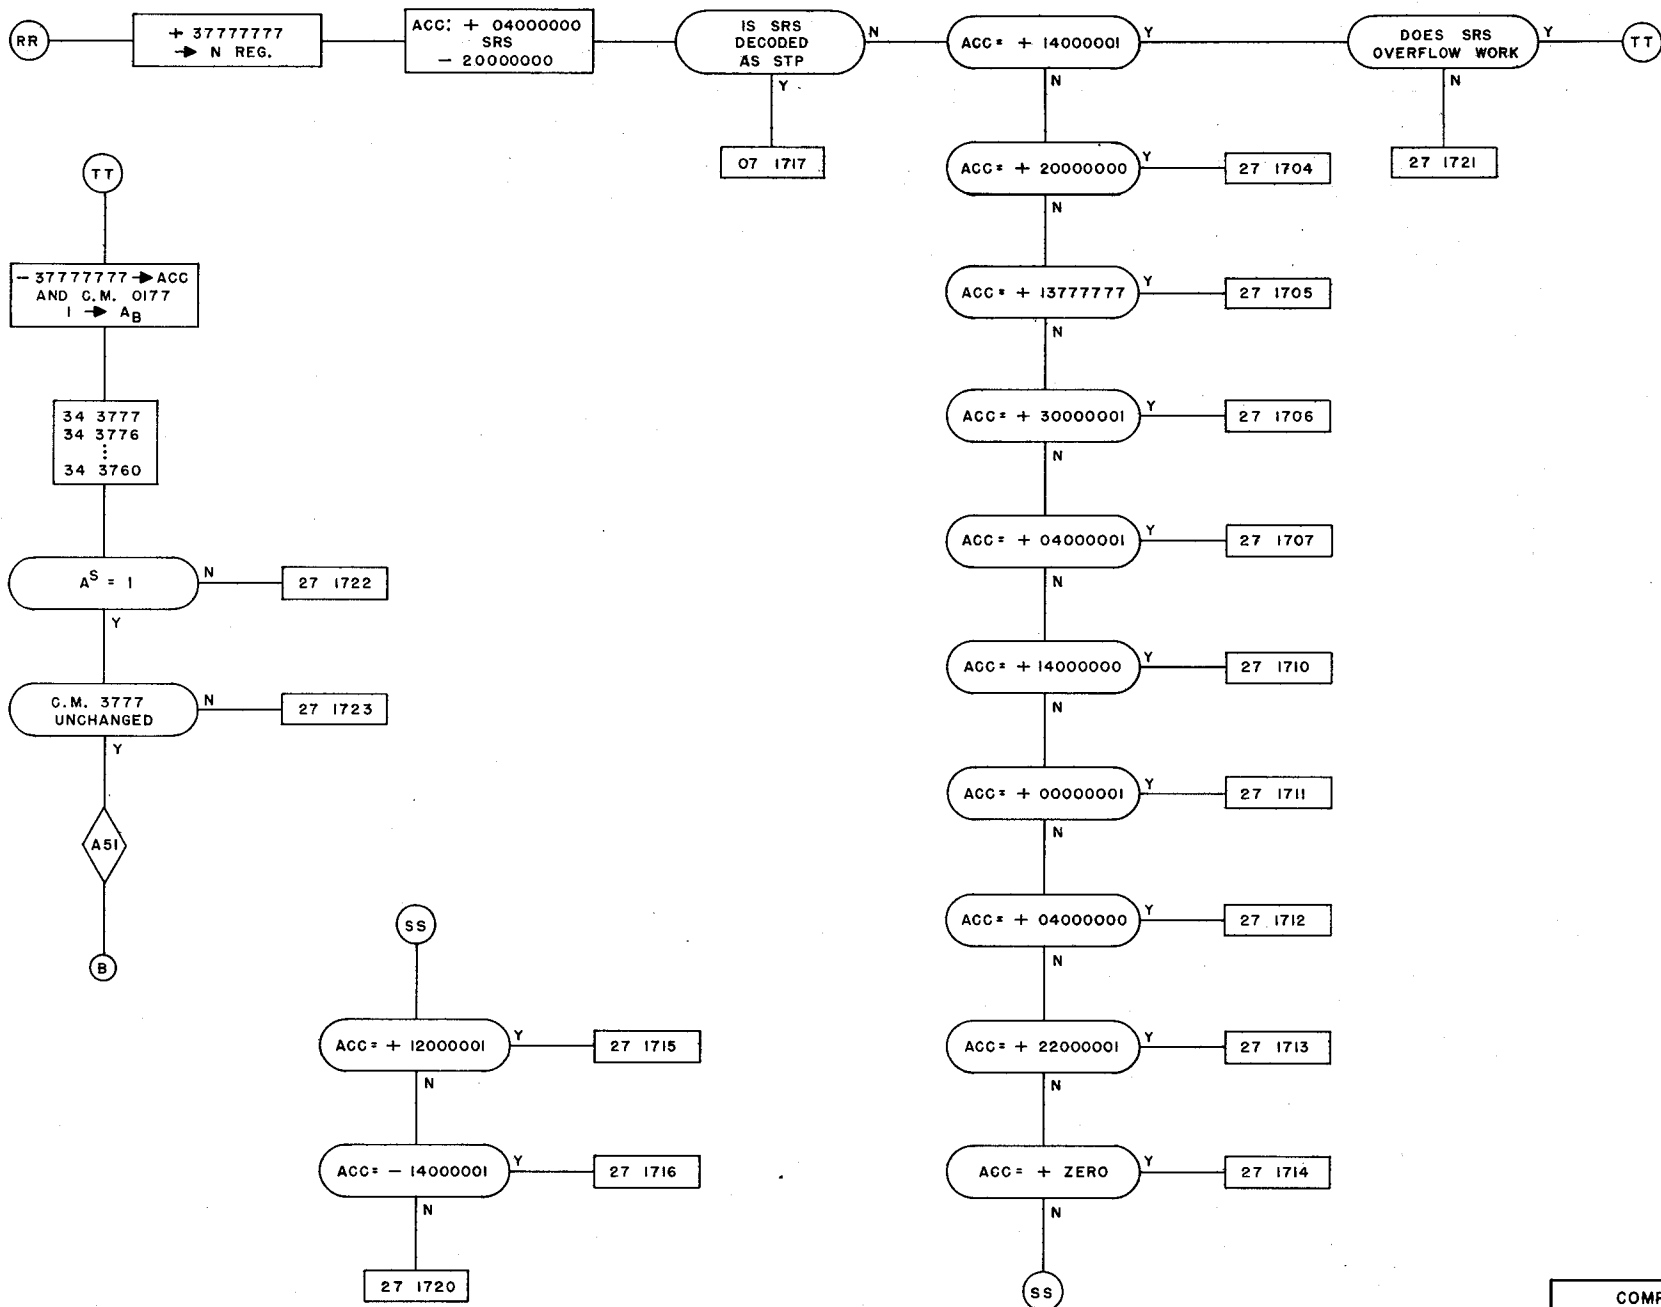 RR
+ 37777777
→ N REG.
ACC: + 04000000
SRS
- 20000000
IS SRS
DECODED
AS STP
N
Y
07 1717
ACC= + 14000001
Y
N
DOES SRS
OVERFLOW WORK
Y
TT
N
27 1721
ACC= + 20000000
Y
27 1704
N
ACC= + 13777777
Y
27 1705
N
ACC= + 30000001
Y
27 1706
N
ACC= + 04000001
Y
27 1707
N
ACC= + 14000000
Y
27 1710
N
ACC= + 00000001
Y
27 1711
N
ACC= + 04000000
Y
27 1712
N
ACC= + 22000001
Y
27 1713
N
ACC= + ZERO
Y
27 1714
N
SS
TT
- 37777777 → ACC
AND C.M. 0177
1 → AB
34 3777
34 3776
⋮
34 3760
AS = 1
N
27 1722
Y
C.M. 3777
UNCHANGED
N
27 1723
Y
A51
B
SS
ACC= + 12000001
Y
27 1715
N
ACC= - 14000001
Y
27 1716
N
27 1720